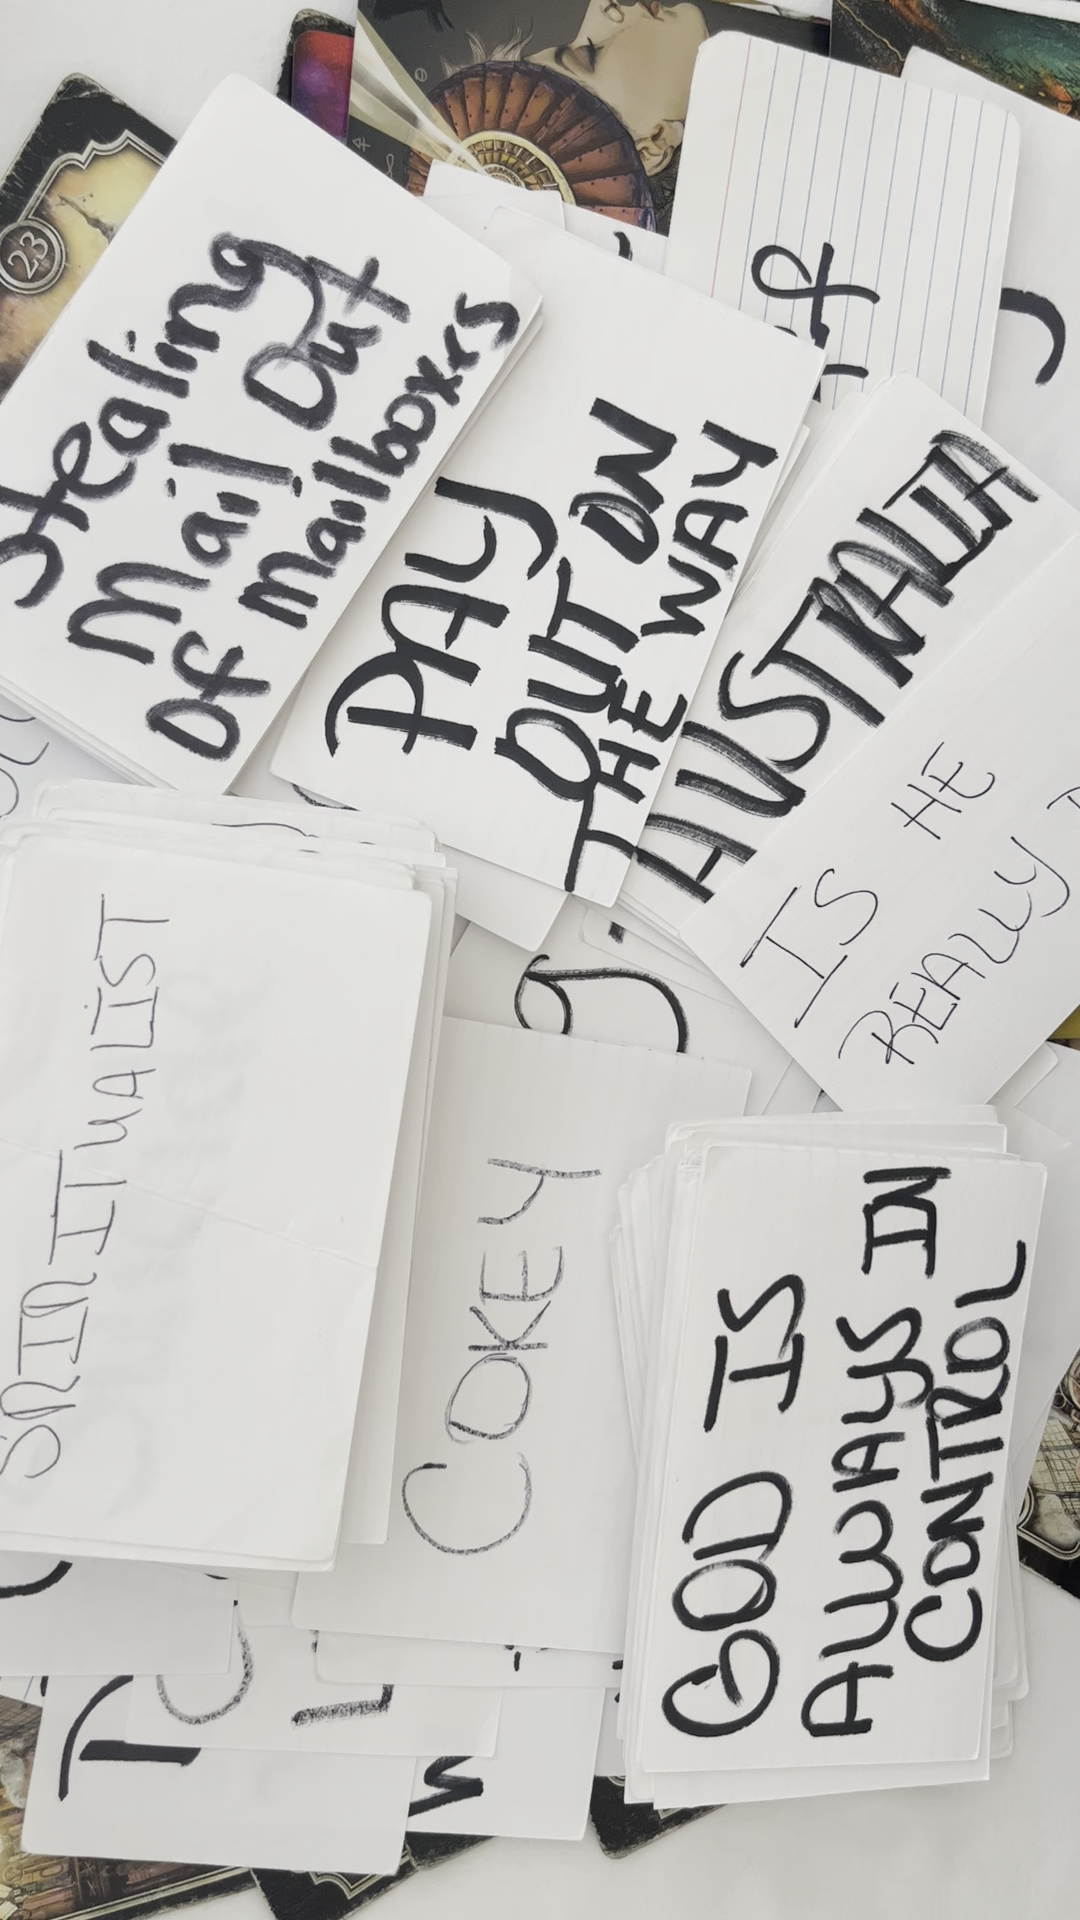 23
Stealing
Mail Out
Of Mailboxes
PAY
OUT ON
THE WAY
AUSTRALIA
IS HE
REALLY
SPIRITUALIST
COKEY
GOD IS
ALWAYS IN
CONTROL